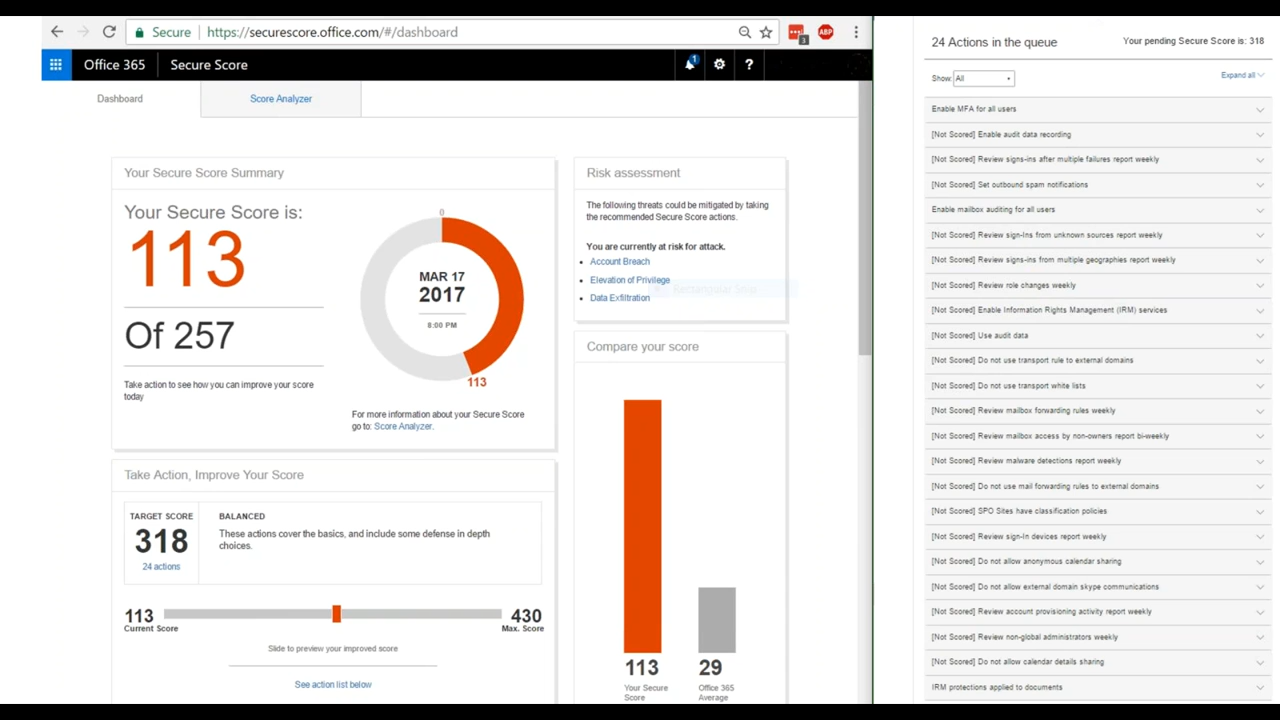 Secure
https://securescore.office.com/#/dashboard
3
ABP
Office 365
Secure Score
1
?
Dashboard
Score Analyzer
Your Secure Score Summary
Your Secure Score is:
113
Of 257
Take action to see how you can improve your score
today
0
MAR 17
2017
8:00 PM
113
For more information about your Secure Score
go to: Score Analyzer.
Risk assessment
The following threats could be mitigated by taking
the recommended Secure Score actions.
You are currently at risk for attack.
Account Breach
Elevation of Privilege
Data Exfiltration
Rectangular Snip
Compare your score
113
Your Secure
Score
29
Office 365
Average
Take Action, Improve Your Score
TARGET SCORE
318
24 actions
BALANCED
These actions cover the basics, and include some defense in depth
choices.
113
Current Score
430
Max. Score
Slide to preview your improved score
See action list below
24 Actions in the queue
Your pending Secure Score is: 318
Show: All
Expand all
Enable MFA for all users
[Not Scored] Enable audit data recording
[Not Scored] Review signs-ins after multiple failures report weekly
[Not Scored] Set outbound spam notifications
Enable mailbox auditing for all users
[Not Scored] Review sign-Ins from unknown sources report weekly
[Not Scored] Review signs-ins from multiple geographies report weekly
[Not Scored] Review role changes weekly
[Not Scored] Enable Information Rights Management (IRM) services
[Not Scored] Use audit data
[Not Scored] Do not use transport rule to external domains
[Not Scored] Do not use transport white lists
[Not Scored] Review mailbox forwarding rules weekly
[Not Scored] Review mailbox access by non-owners report bi-weekly
[Not Scored] Review malware detections report weekly
[Not Scored] Do not use mail forwarding rules to external domains
[Not Scored] SPO Sites have classification policies
[Not Scored] Review sign-In devices report weekly
[Not Scored] Do not allow anonymous calendar sharing
[Not Scored] Do not allow external domain skype communications
[Not Scored] Review account provisioning activity report weekly
[Not Scored] Review non-global administrators weekly
[Not Scored] Do not allow calendar details sharing
IRM protections applied to documents